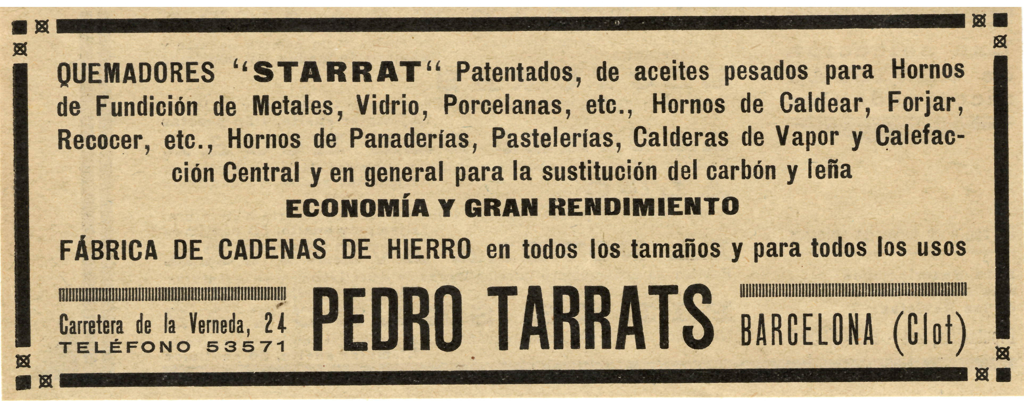 QUEMADORES "STARRAT" Patentados, de aceites pesados para Hornos
de Fundición de Metales, Vidrio, Porcelanas, etc., Hornos de Caldear, Forjar,
Recocer, etc., Hornos de Panaderías, Pastelerías, Calderas de Vapor y Calefac-
ción Central y en general para la sustitución del carbón y leña
ECONOMÍA Y GRAN RENDIMIENTO
FÁBRICA DE CADENAS DE HIERRO en todos los tamaños y para todos los usos
Carretera de la Verneda, 24
TELÉFONO 53571
PEDRO TARRATS
BARCELONA (Clot)